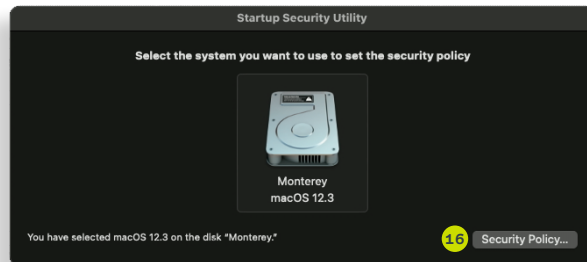 Startup Security Utility
Select the system you want to use to set the security policy
Monterey
macOS 12.3
You have selected macOS 12.3 on the disk "Monterey."
16 Security Policy...